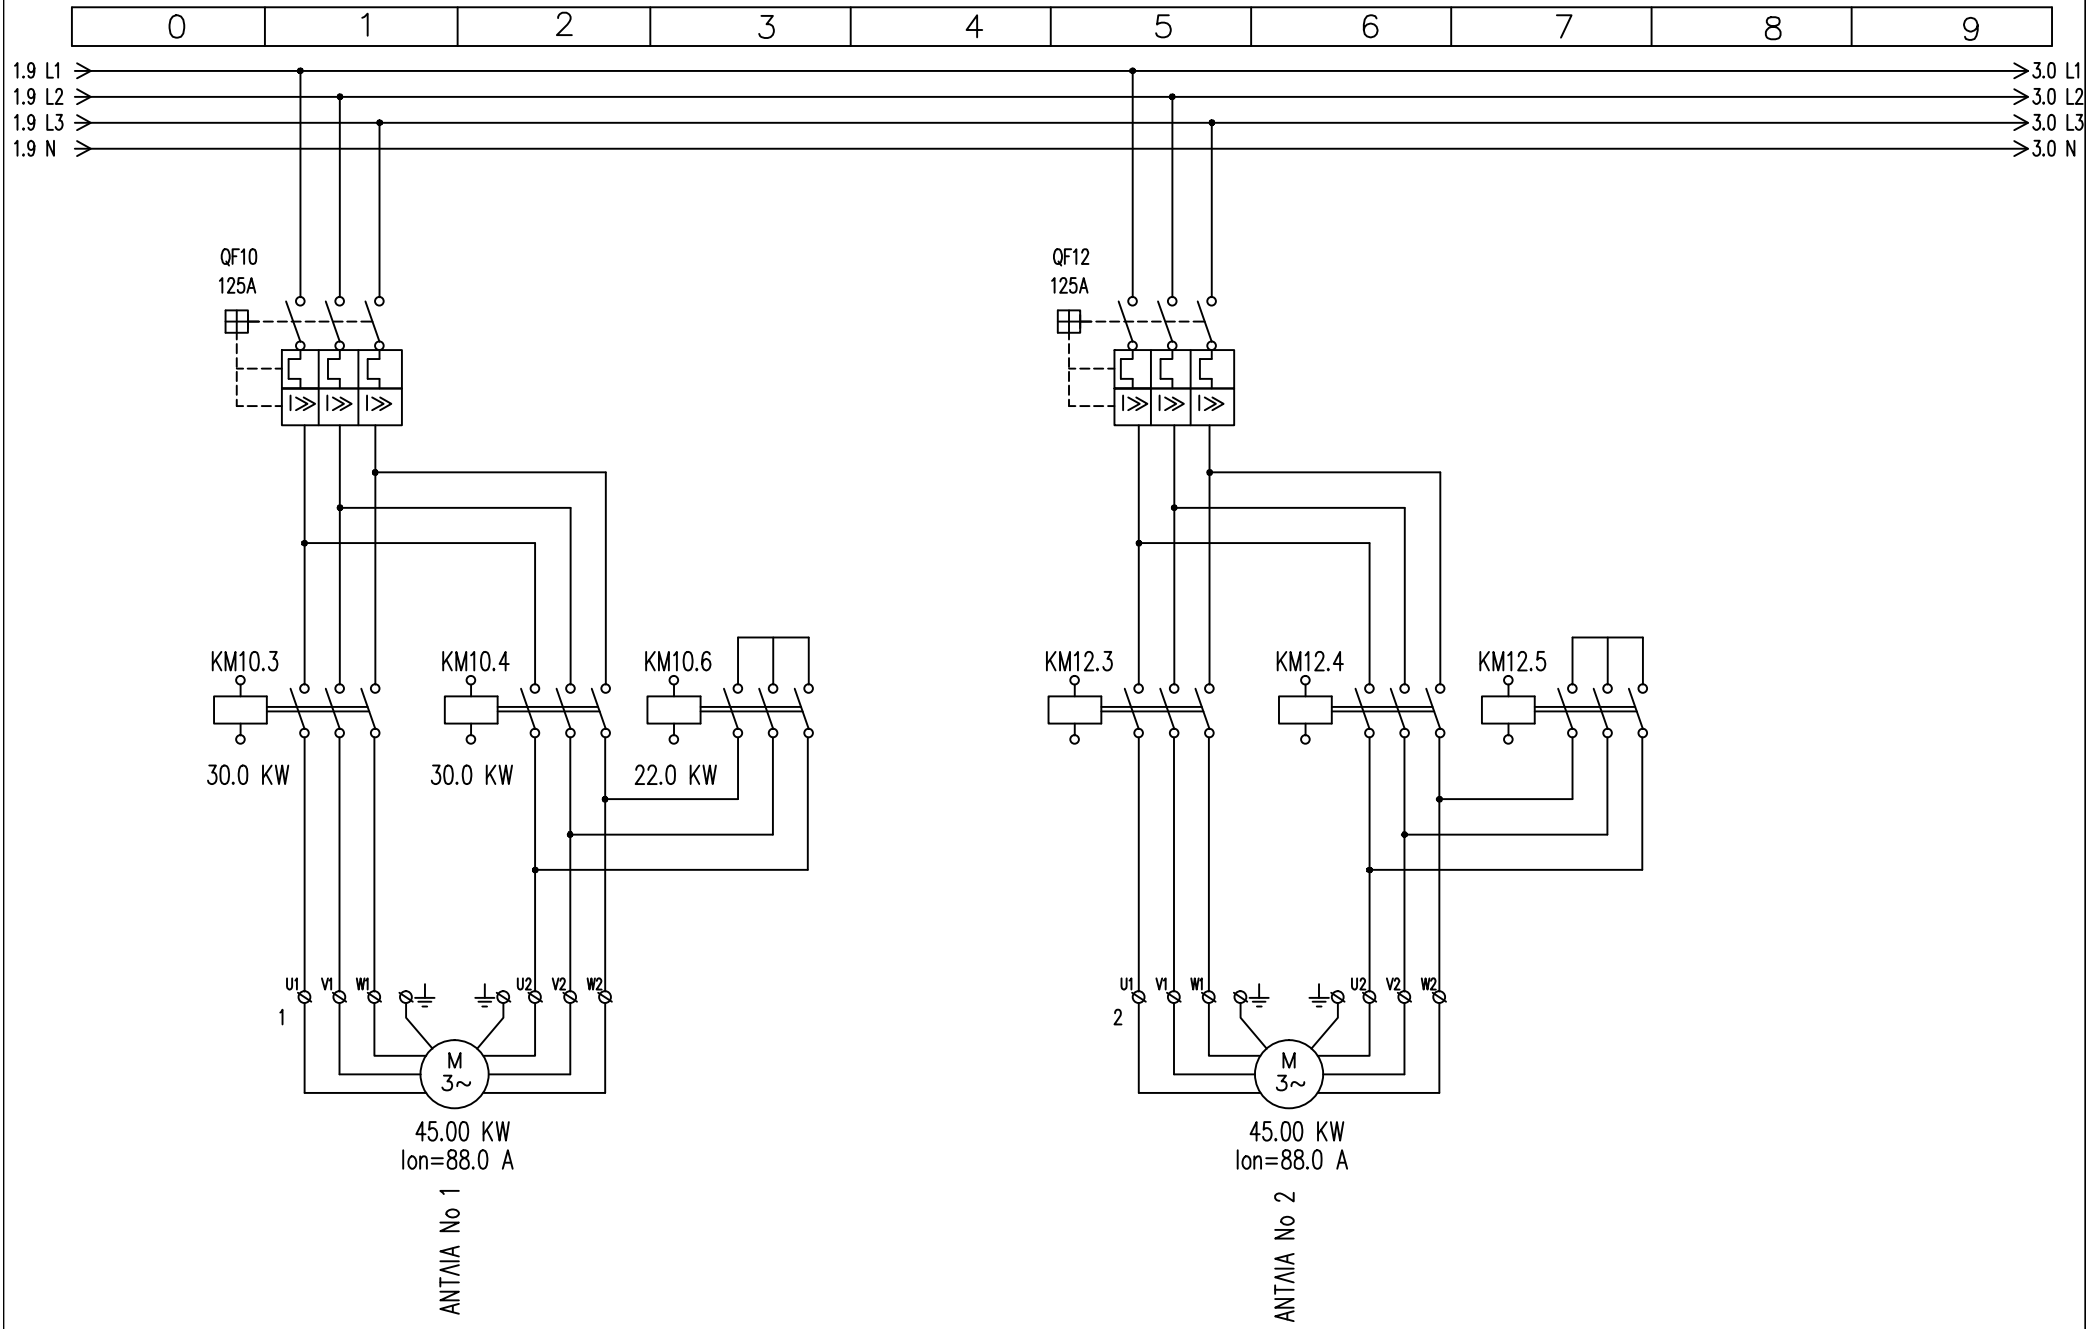 0 1 2 3 4 5 6 7 8 9
1.9 L1 3.0 L1
1.9 L2 3.0 L2
1.9 L3 3.0 L3
1.9 N 3.0 N
QF10 QF12
125A 125A
I≫ I≫ I≫ I≫ I≫ I≫
KM10.3 KM10.4 KM10.6 KM12.3 KM12.4 KM12.5
30.0 KW 30.0 KW 22.0 KW
U1 V1 W1 U2 V2 W2 U1 V1 W1 U2 V2 W2
1 2
M M
3~ 3~
45.00 KW 45.00 KW
Ion=88.0 A Ion=88.0 A
ΑΝΤΛΙΑ No 1 ΑΝΤΛΙΑ No 2